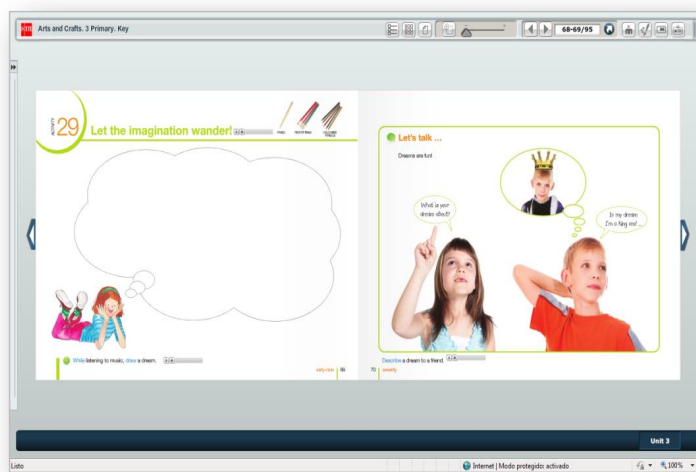 sm Arts and Crafts. 3 Primary. Key
68-69/95
ACTIVITY
29
Let the imagination wander!
While listening to music, draw a dream.
Let's talk ...
Dreams are fun!
What is your
dream about?
In my dream
I'm a King and ...
Describe a dream to a friend.
70 seventy
Unit 3
Listo
Internet | Modo protegido: activado
100%